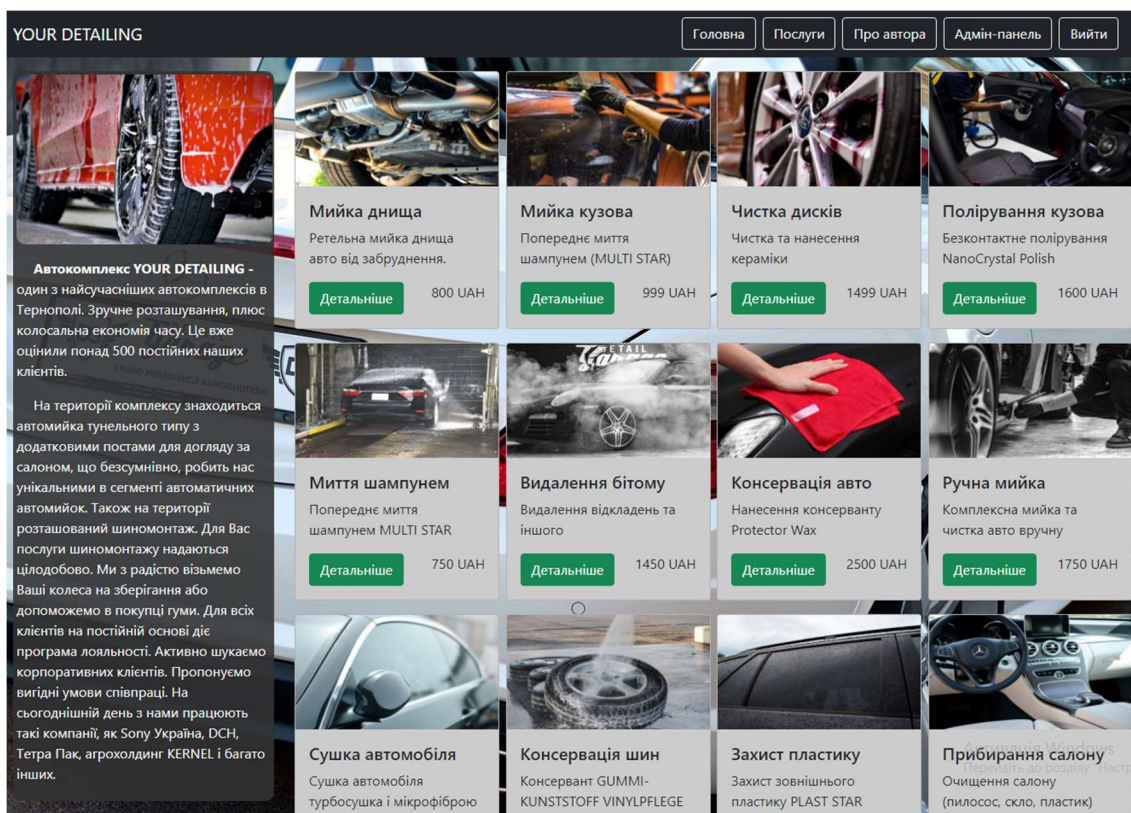 YOUR DETAILING
Головна
Послуги
Про автора
Адмін-панель
Вийти
Автокомплекс YOUR DETAILING -
один з найсучасніших автокомплексів в
Тернополі. Зручне розташування, плюс
колосальна економія часу. Це вже
оцінили понад 500 постійних наших
клієнтів.
На території комплексу знаходиться
автомийка тунельного типу з
додатковими постами для догляду за
салоном, що безсумнівно, робить нас
унікальними в сегменті автоматичних
автомийок. Також на території
розташований шиномонтаж. Для Вас
послуги шиномонтажу надаються
цілодобово. Ми з радістю візьмемо
Ваші колеса на зберігання або
допоможемо в покупці гуми. Для всіх
клієнтів на постійній основі діє
програма лояльності. Активно шукаємо
корпоративних клієнтів. Пропонуємо
вигідні умови співпраці. На
сьогоднішній день з нами працюють
такі компанії, як Sony Україна, DCH,
Тетра Пак, агрохолдинг KERNEL і багато
інших.
Мийка днища
Ретельна мийка днища
авто від забруднення.
Детальніше
800 UAH
Мийка кузова
Попереднє миття
шампунем (MULTI STAR)
Детальніше
999 UAH
Чистка дисків
Чистка та нанесення
кераміки
Детальніше
1499 UAH
Полірування кузова
Безконтактне полірування
NanoCrystal Polish
Детальніше
1600 UAH
Миття шампунем
Попереднє миття
шампунем MULTI STAR
Детальніше
750 UAH
DETAIL
Garage
Видалення бітому
Видалення відкладень та
іншого
Детальніше
1450 UAH
Консервація авто
Нанесення консерванту
Protector Wax
Детальніше
2500 UAH
Ручна мийка
Комплексна мийка та
чистка авто вручну
Детальніше
1750 UAH
Сушка автомобіля
Сушка автомобіля
турбосушка і мікрофіброю
Консервація шин
Консервант GUMMI-
KUNSTSTOFF VINYLPFLEGE
Захист пластику
Захист зовнішнього
пластику PLAST STAR
Прибирання салону
Очищення салону
(пилосос, скло, пластик)
Активація Windows
Перейдіть до розділу
STUDIO PIELĘGNACJI SAMOCHODÓW